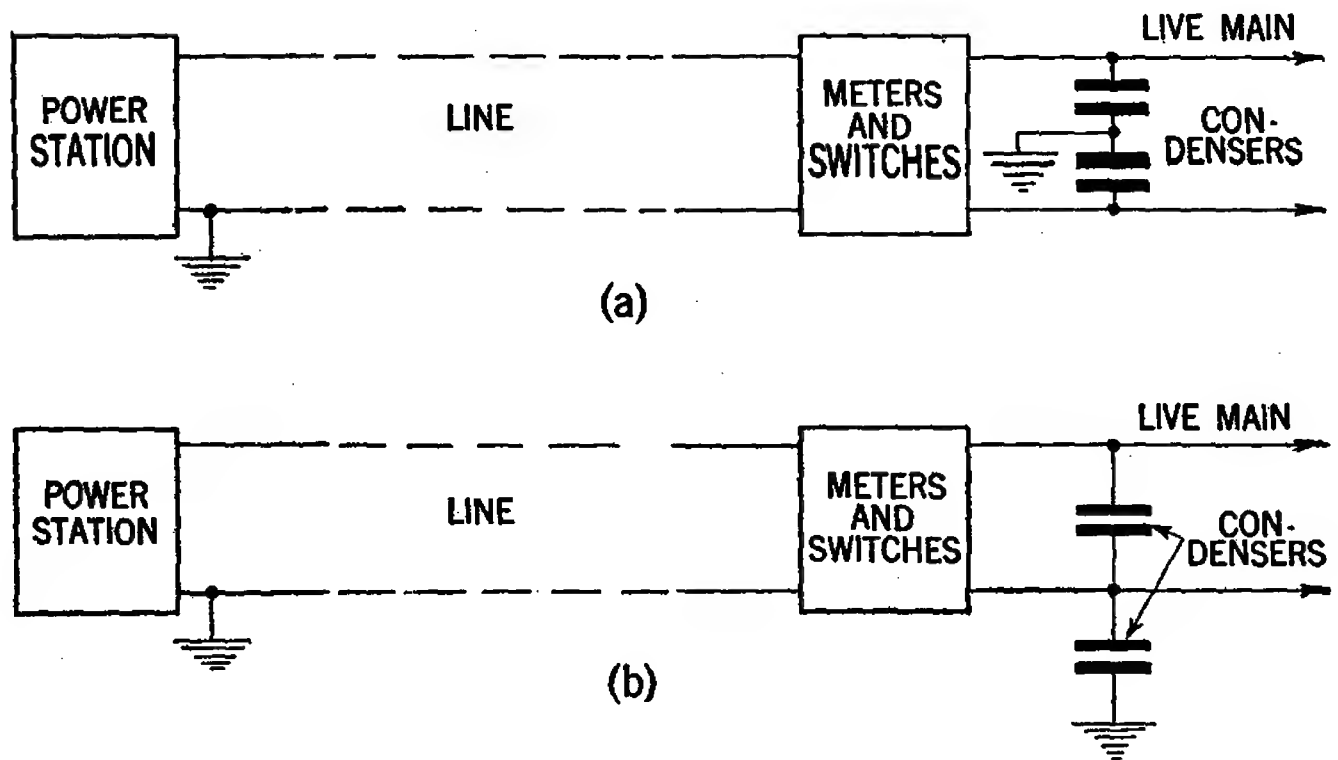 LIVE MAIN
POWER
STATION
LINE
METERS
AND
SWITCHES
CON-
DENSERS
(a)
LIVE MAIN
POWER
STATION
LINE
METERS
AND
SWITCHES
CON-
DENSERS
(b)